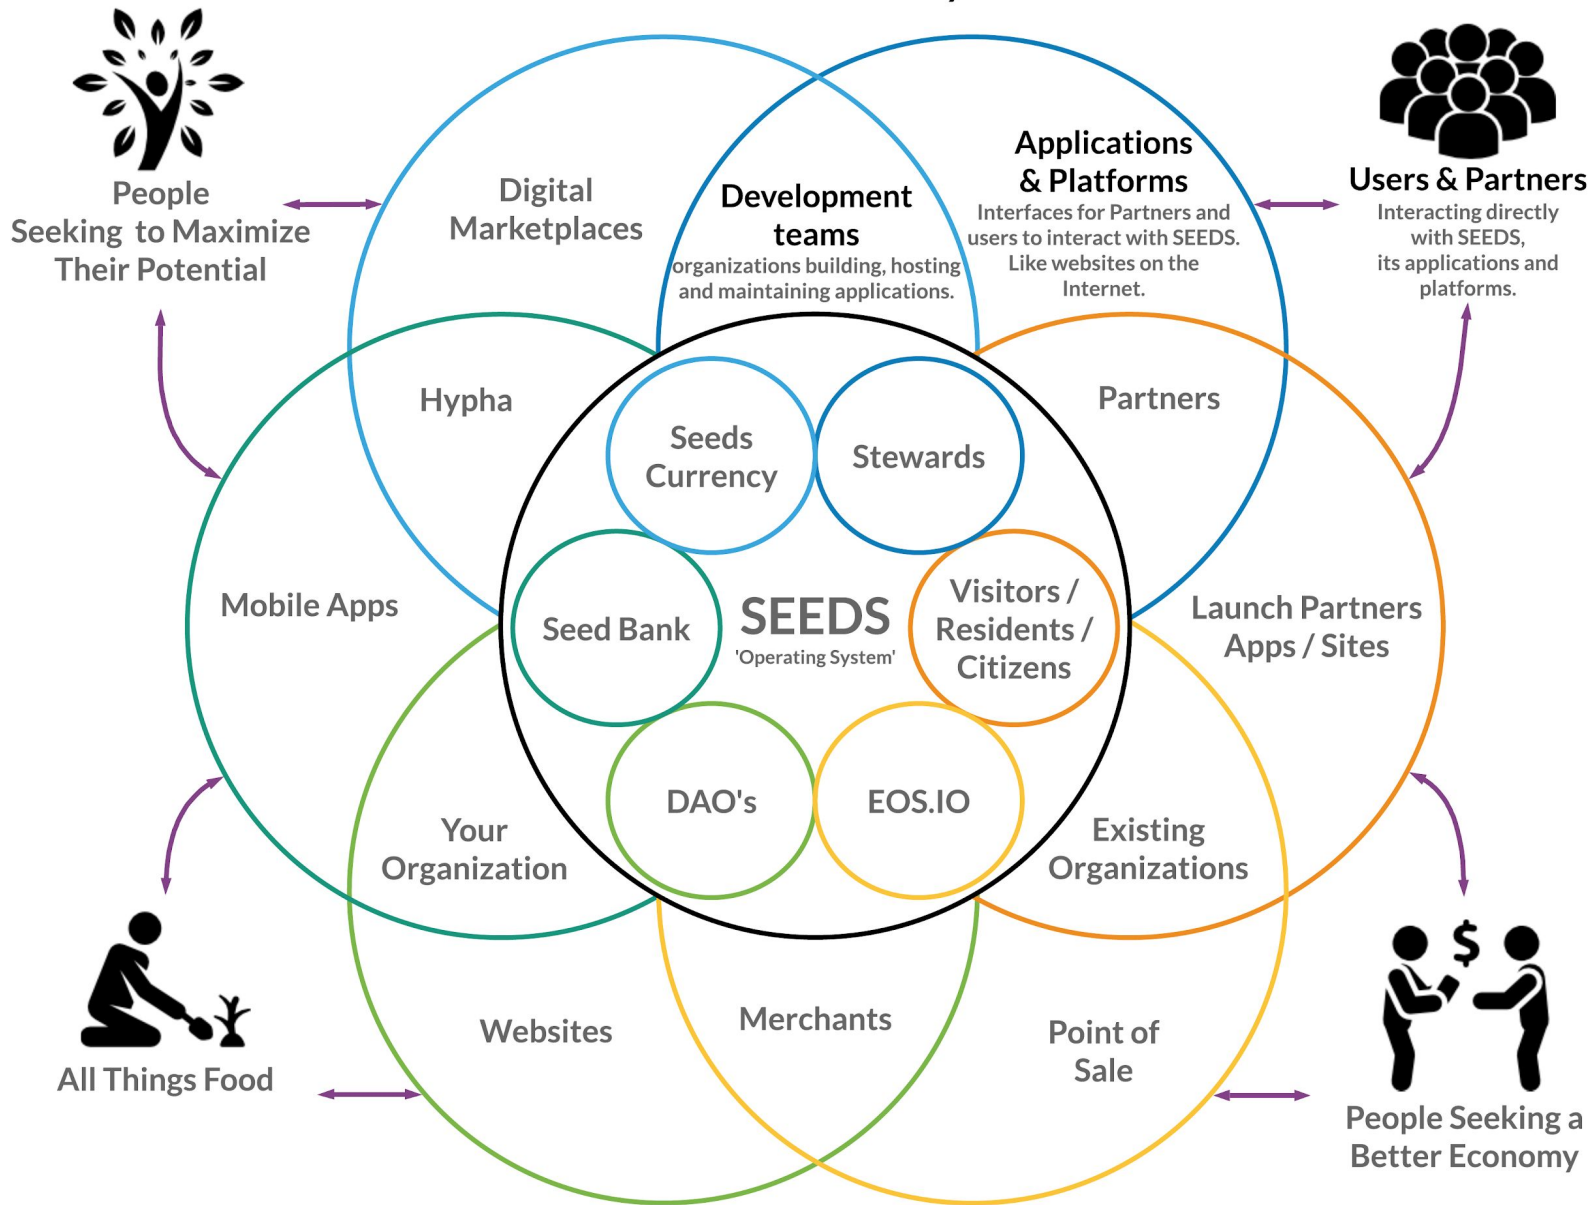 People
Seeking to Maximize
Their Potential
Digital
Marketplaces
Development
teams
organizations building, hosting
and maintaining applications.
Applications
& Platforms
Interfaces for Partners and
users to interact with SEEDS.
Like websites on the
Internet.
Users & Partners
Interacting directly
with SEEDS,
its applications and
platforms.
Hypha
Partners
Seeds
Currency
Stewards
Mobile Apps
Seed Bank
SEEDS
'Operating System'
Visitors /
Residents /
Citizens
Launch Partners
Apps / Sites
DAO's
EOS.IO
Your
Organization
Existing
Organizations
Websites
Merchants
Point of
Sale
All Things Food
$
People Seeking a
Better Economy